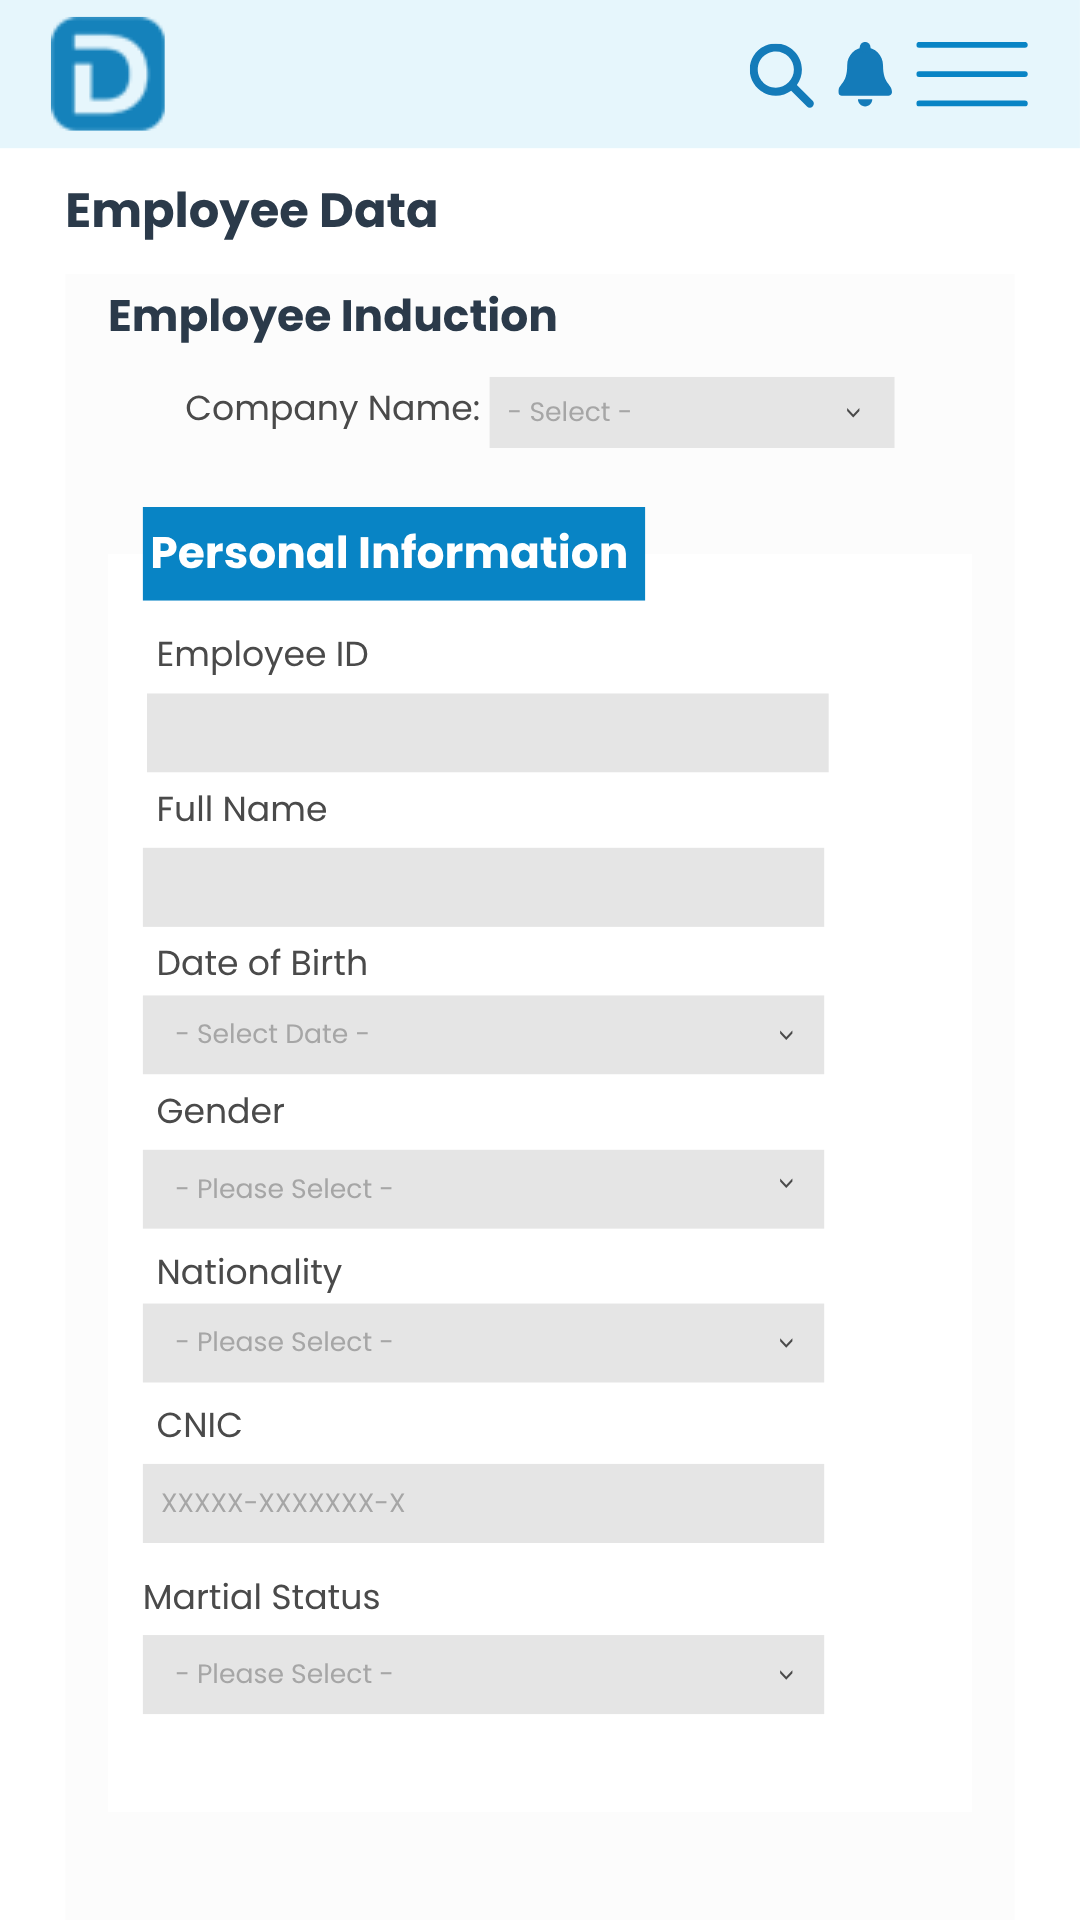 D
Employee Data
Employee Induction
Company Name: - Select -
Personal Information
Employee ID
Full Name
Date of Birth
- Select Date -
Gender
- Please Select -
Nationality
- Please Select -
CNIC
XXXXX-XXXXXXX-X
Martial Status
- Please Select -